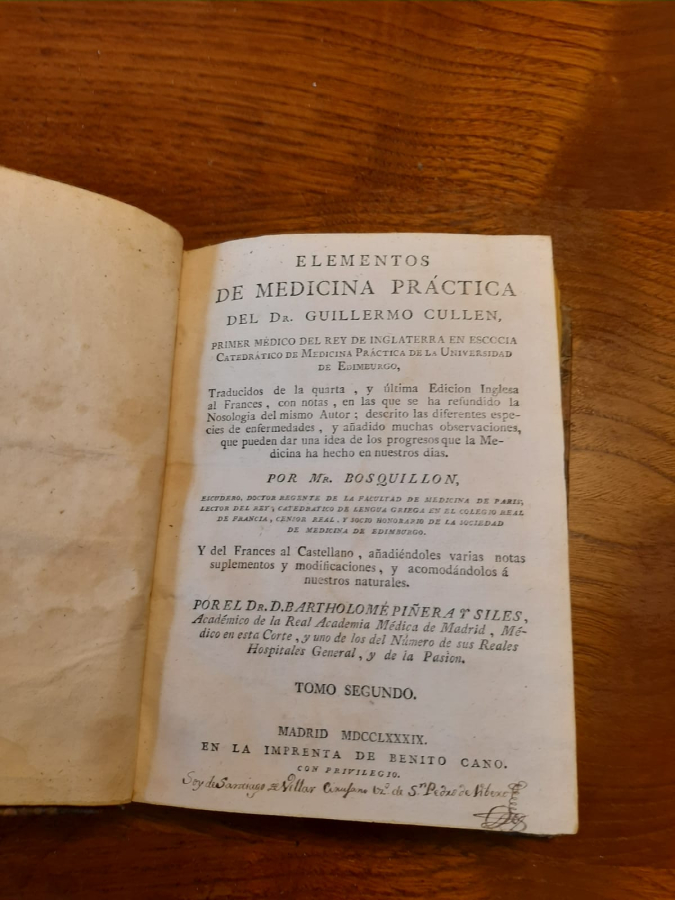 ELEMENTOS
DE MEDICINA PRÁCTICA
DEL DR. GUILLERMO CULLEN,
PRIMER MÉDICO DEL REY DE INGLATERRA EN ESCOCIA
CATEDRÁTICO DE MEDICINA PRÁCTICA DE LA UNIVERSIDAD
DE EDIMBURGO,
Traducidos de la quarta, y última Edicion Inglesa
al Frances, con notas, en las que se ha refundido la
Nosología del mismo Autor; descrito las diferentes espe-
cies de enfermedades, y añadido muchas observaciones,
que pueden dar una idea de los progresos que la Me-
dicina ha hecho en nuestros dias.
POR MR. BOSQUILLON,
ESCUDERO, DOCTOR REGENTE DE LA FACULTAD DE MEDICINA DE PARIS,
LECTOR DEL REY; CATEDRATICO DE LENGUA GRIEGA EN EL COLEGIO REAL
DE FRANCIA, CENSOR REAL, Y SOCIO HONORARIO DE LA SOCIEDAD
DE MEDICINA DE EDIMBURGO.
Y del Frances al Castellano, añadiéndoles varias notas
suplementos y modificaciones, y acomodándolos á
nuestros naturales.
POR EL DR. D. BARTHOLOMÉ PIÑERA Y SILES,
Académico de la Real Academia Médica de Madrid, Mé-
dico en esta Corte, y uno de los del Número de sus Reales
Hospitales General, y de la Pasion.
TOMO SEGUNDO.
MADRID MDCCLXXXIX.
EN LA IMPRENTA DE BENITO CANO.
CON PRIVILEGIO.
Soy de Santiago de Villar Cirujano de Sn Pedro de